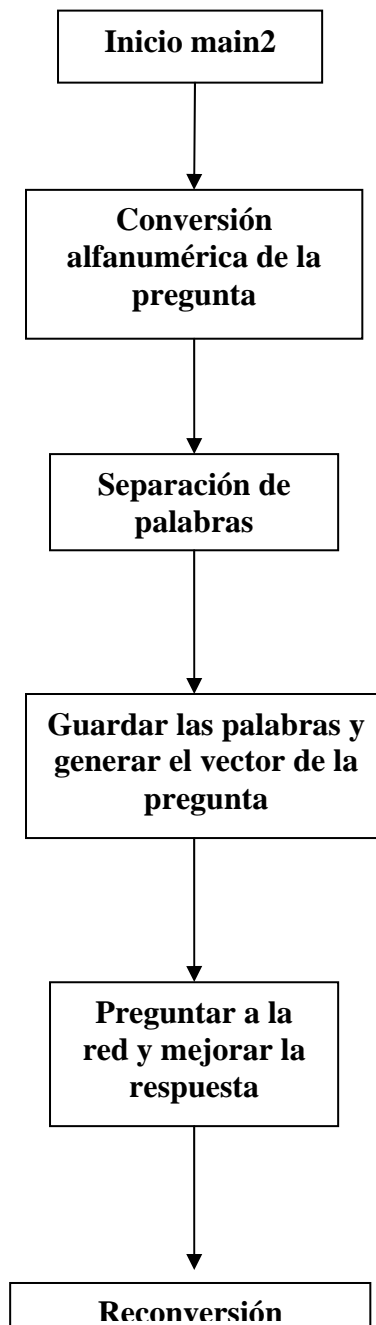 Inicio main2
Conversión
alfanumérica de la
pregunta
Separación de
palabras
Guardar las palabras y
generar el vector de la
pregunta
Preguntar a la
red y mejorar la
respuesta
Reconversión